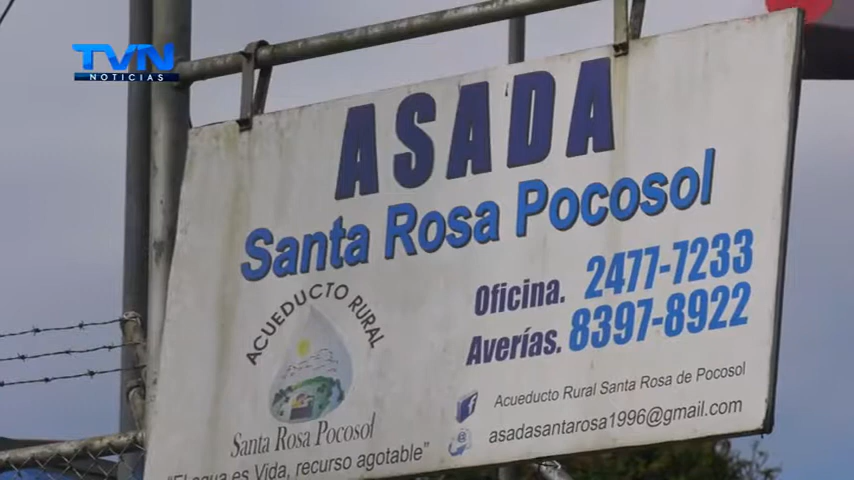 TVN
NOTICIAS
ASADA
Santa Rosa Pocosol
Oficina. 2477-7233
Averías. 8397-8922
ACUEDUCTO RURAL
Santa Rosa Pocosol
"El agua es Vida, recurso agotable"
Acueducto Rural Santa Rosa de Pocosol
asadasantarosa1996@gmail.com